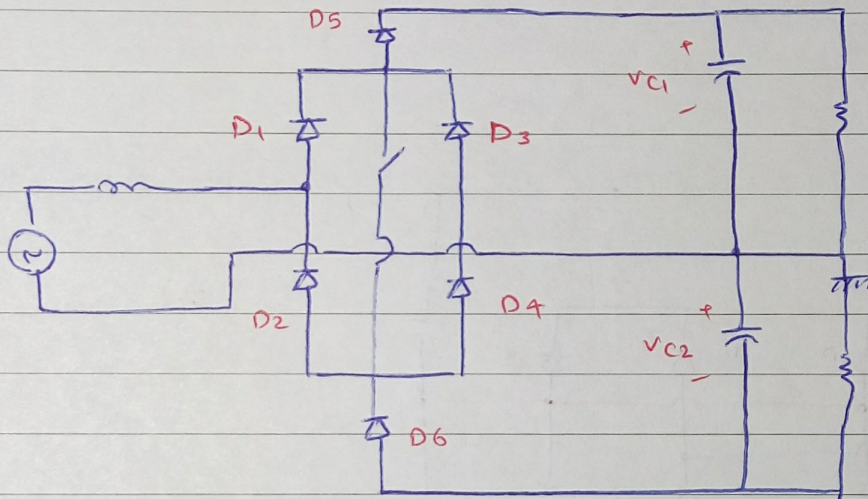 D5
+
VC1
D1
D3
-
~
D2
D4
+
VC2
-
D6